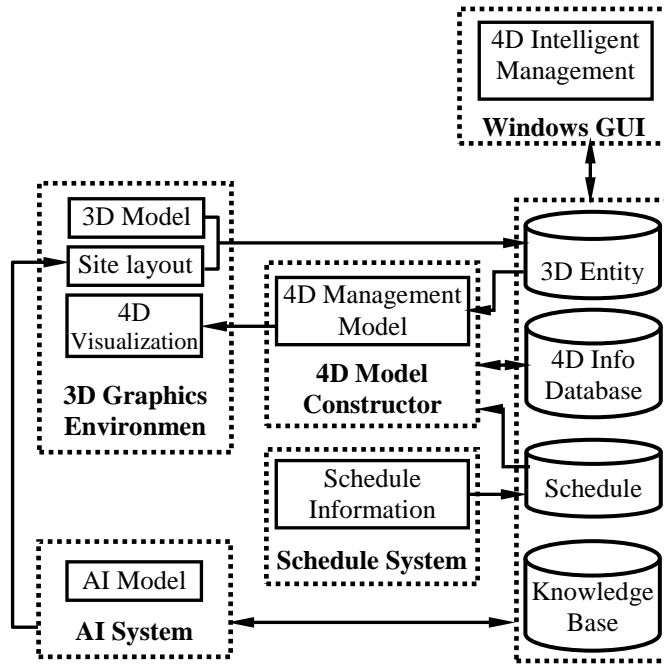 4D Intelligent
Management
Windows GUI
3D Model
Site layout
4D
Visualization
3D Graphics
Environmen
4D Management
Model
4D Model
Constructor
Schedule
Information
Schedule System
AI Model
AI System
3D Entity
4D Info
Database
Schedule
Knowledge
Base